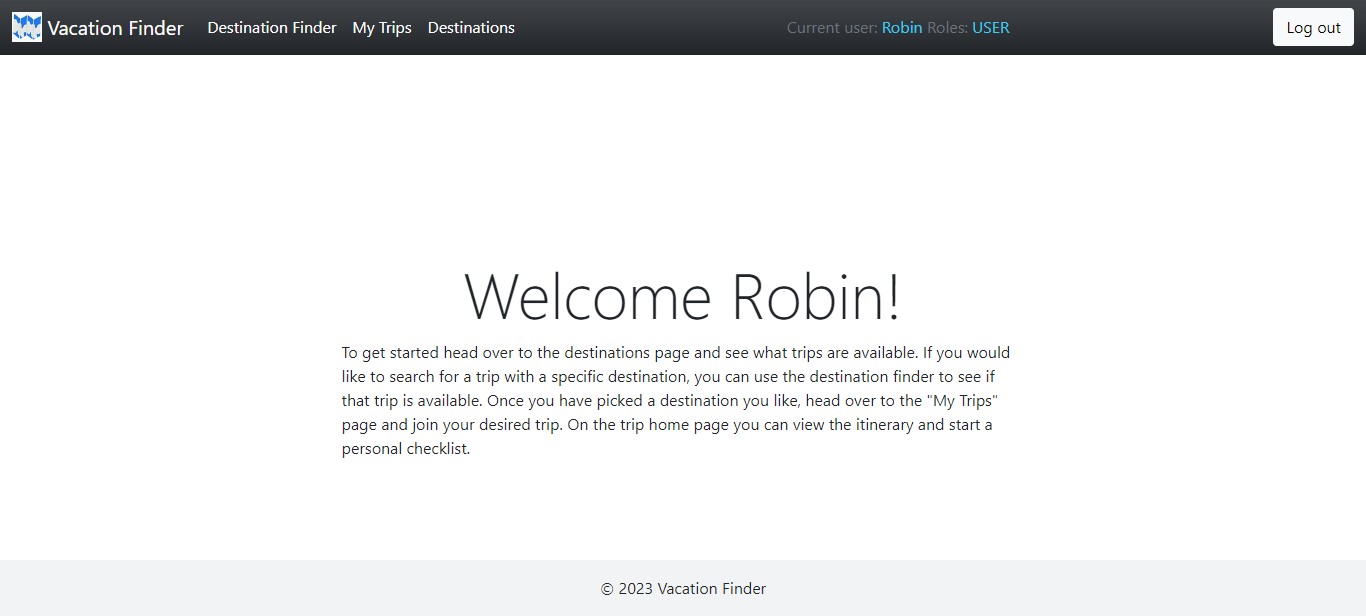 Vacation Finder Destination Finder My Trips Destinations Current user: Robin Roles: USER Log out
Welcome Robin!
To get started head over to the destinations page and see what trips are available. If you would
like to search for a trip with a specific destination, you can use the destination finder to see if
that trip is available. Once you have picked a destination you like, head over to the "My Trips"
page and join your desired trip. On the trip home page you can view the itinerary and start a
personal checklist.
© 2023 Vacation Finder